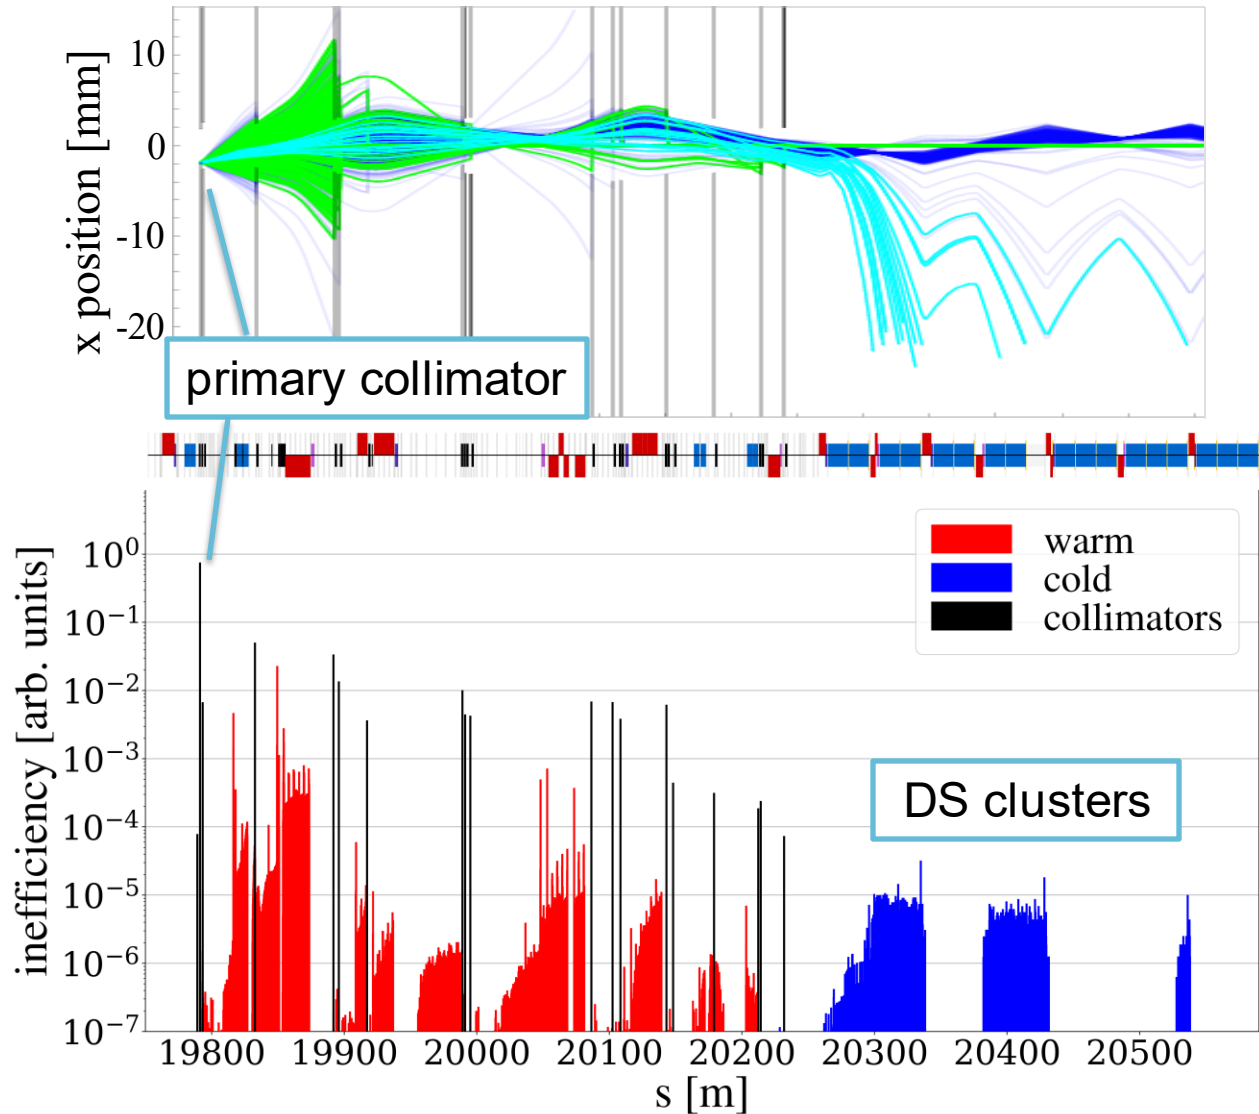 x position [mm]
10
0
-10
-20
primary collimator
inefficiency [arb. units]
10⁰
10⁻¹
10⁻²
10⁻³
10⁻⁴
10⁻⁵
10⁻⁶
10⁻⁷
warm
cold
collimators
DS clusters
19800 19900 20000 20100 20200 20300 20400 20500
s [m]